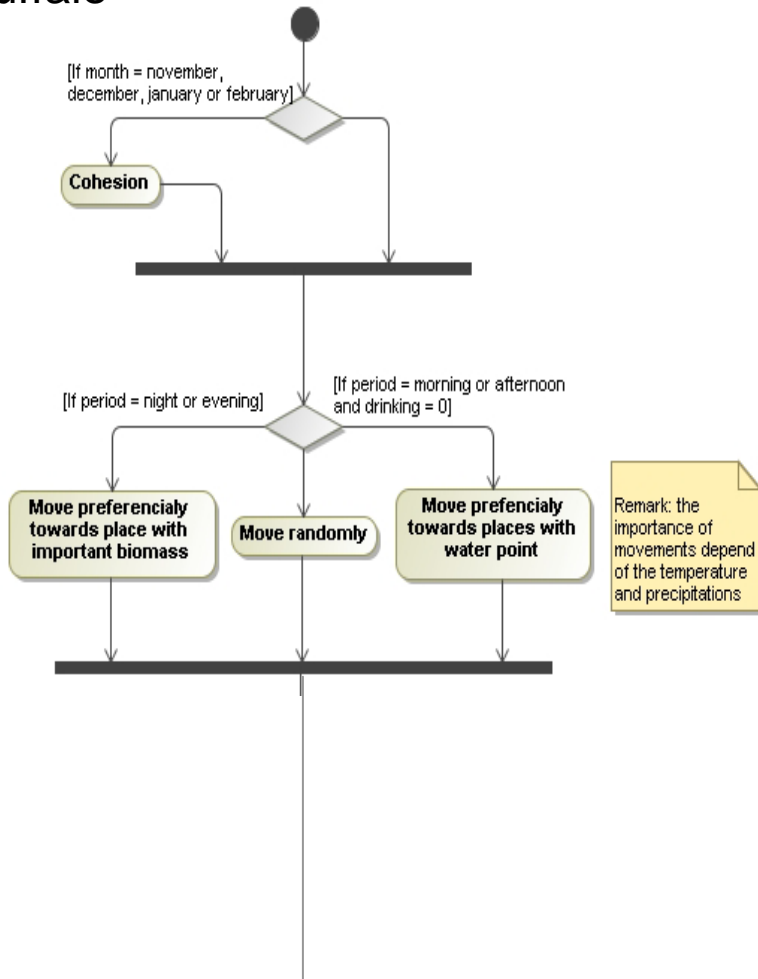 [If month = november,
december, january or february]
Cohesion
[If period = night or evening]
[If period = morning or afternoon
and drinking = 0]
Move preferencialy
towards place with
important biomass
Move randomly
Move prefencialy
towards places with
water point
Remark: the
importance of
movements depend
of the temperature
and precipitations